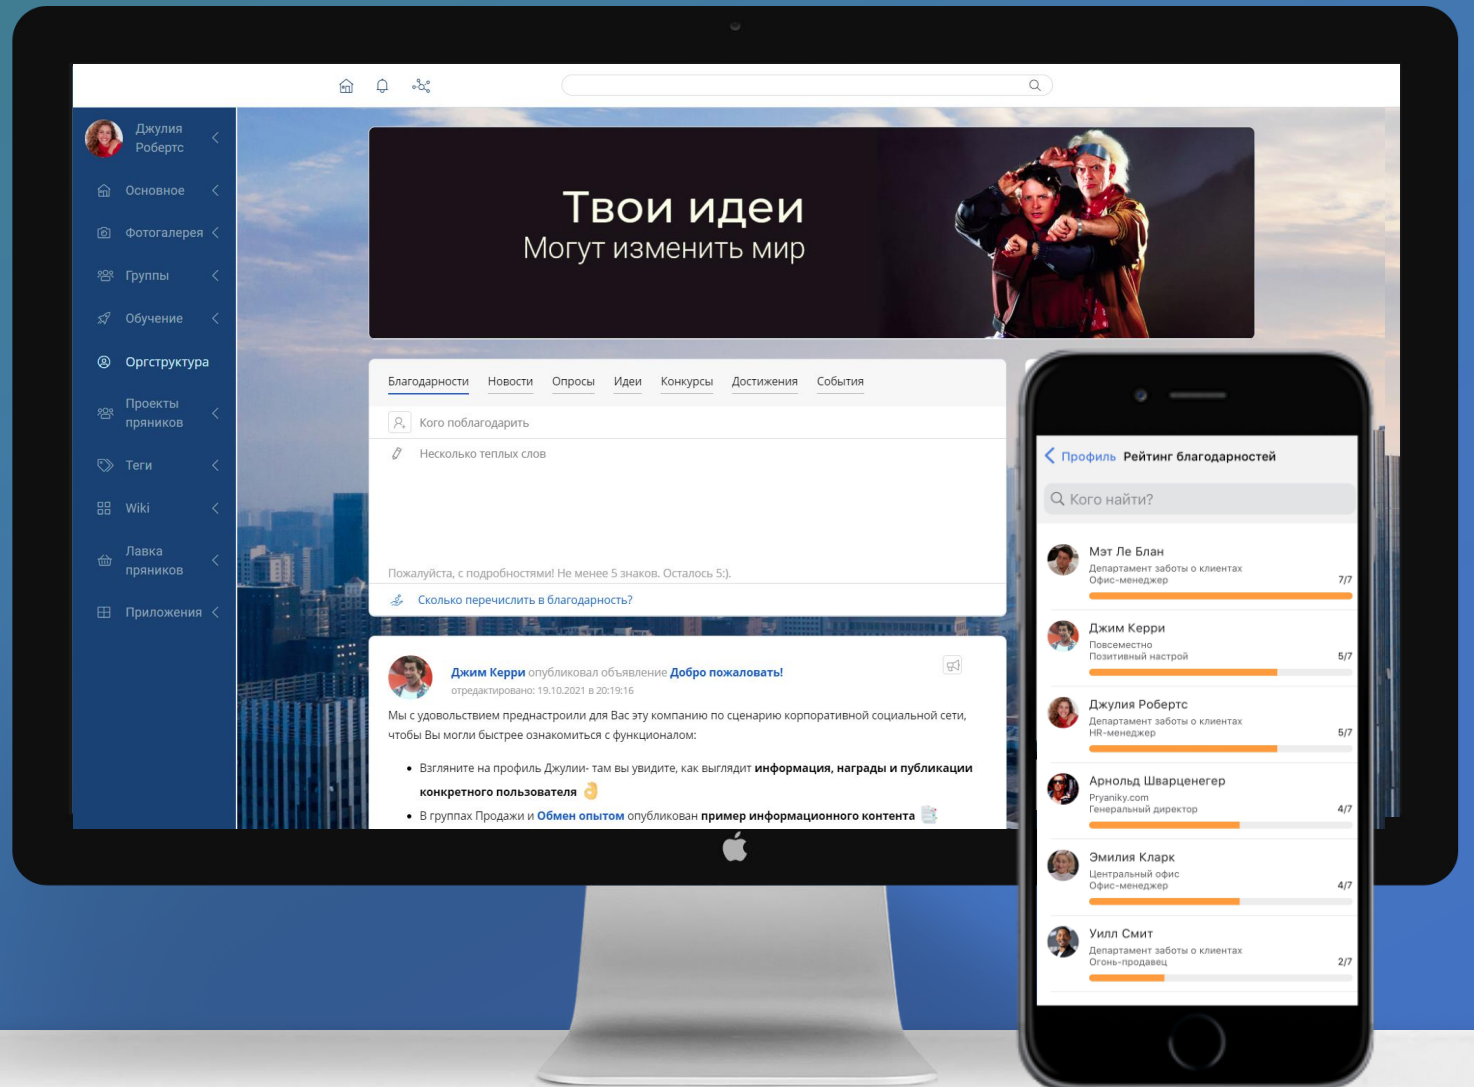 Джулия
Робертс
Основное
Фотогалерея
Группы
Обучение
Оргструктура
Проекты
пряников
Теги
Wiki
Лавка
пряников
Приложения
Твои идеи
Могут изменить мир
Благодарности Новости Опросы Идеи Конкурсы Достижения События
Кого поблагодарить
Несколько теплых слов
Пожалуйста, с подробностями! Не менее 5 знаков. Осталось 5:).
Сколько перечислить в благодарность?
Джим Керри опубликовал объявление Добро пожаловать!
отредактировано: 19.10.2021 в 20:19:16
Мы с удовольствием преднастроили для Вас эту компанию по сценарию корпоративной социальной сети,
чтобы Вы могли быстрее ознакомиться с функционалом:
• Взгляните на профиль Джулии- там вы увидите, как выглядит информация, награды и публикации
конкретного пользователя
• В группах Продажи и Обмен опытом опубликован пример информационного контента
Профиль Рейтинг благодарностей
Кого найти?
Мэт Ле Блан
Департамент заботы о клиентах
Офис-менеджер 7/7
Джим Керри
Повсеместно
Позитивный настрой 5/7
Джулия Робертс
Департамент заботы о клиентах
HR-менеджер 5/7
Арнольд Шварценегер
Pryaniky.com
Генеральный директор 4/7
Эмилия Кларк
Центральный офис
Офис-менеджер 4/7
Уилл Смит
Департамент заботы о клиентах
Огонь-продавец 2/7